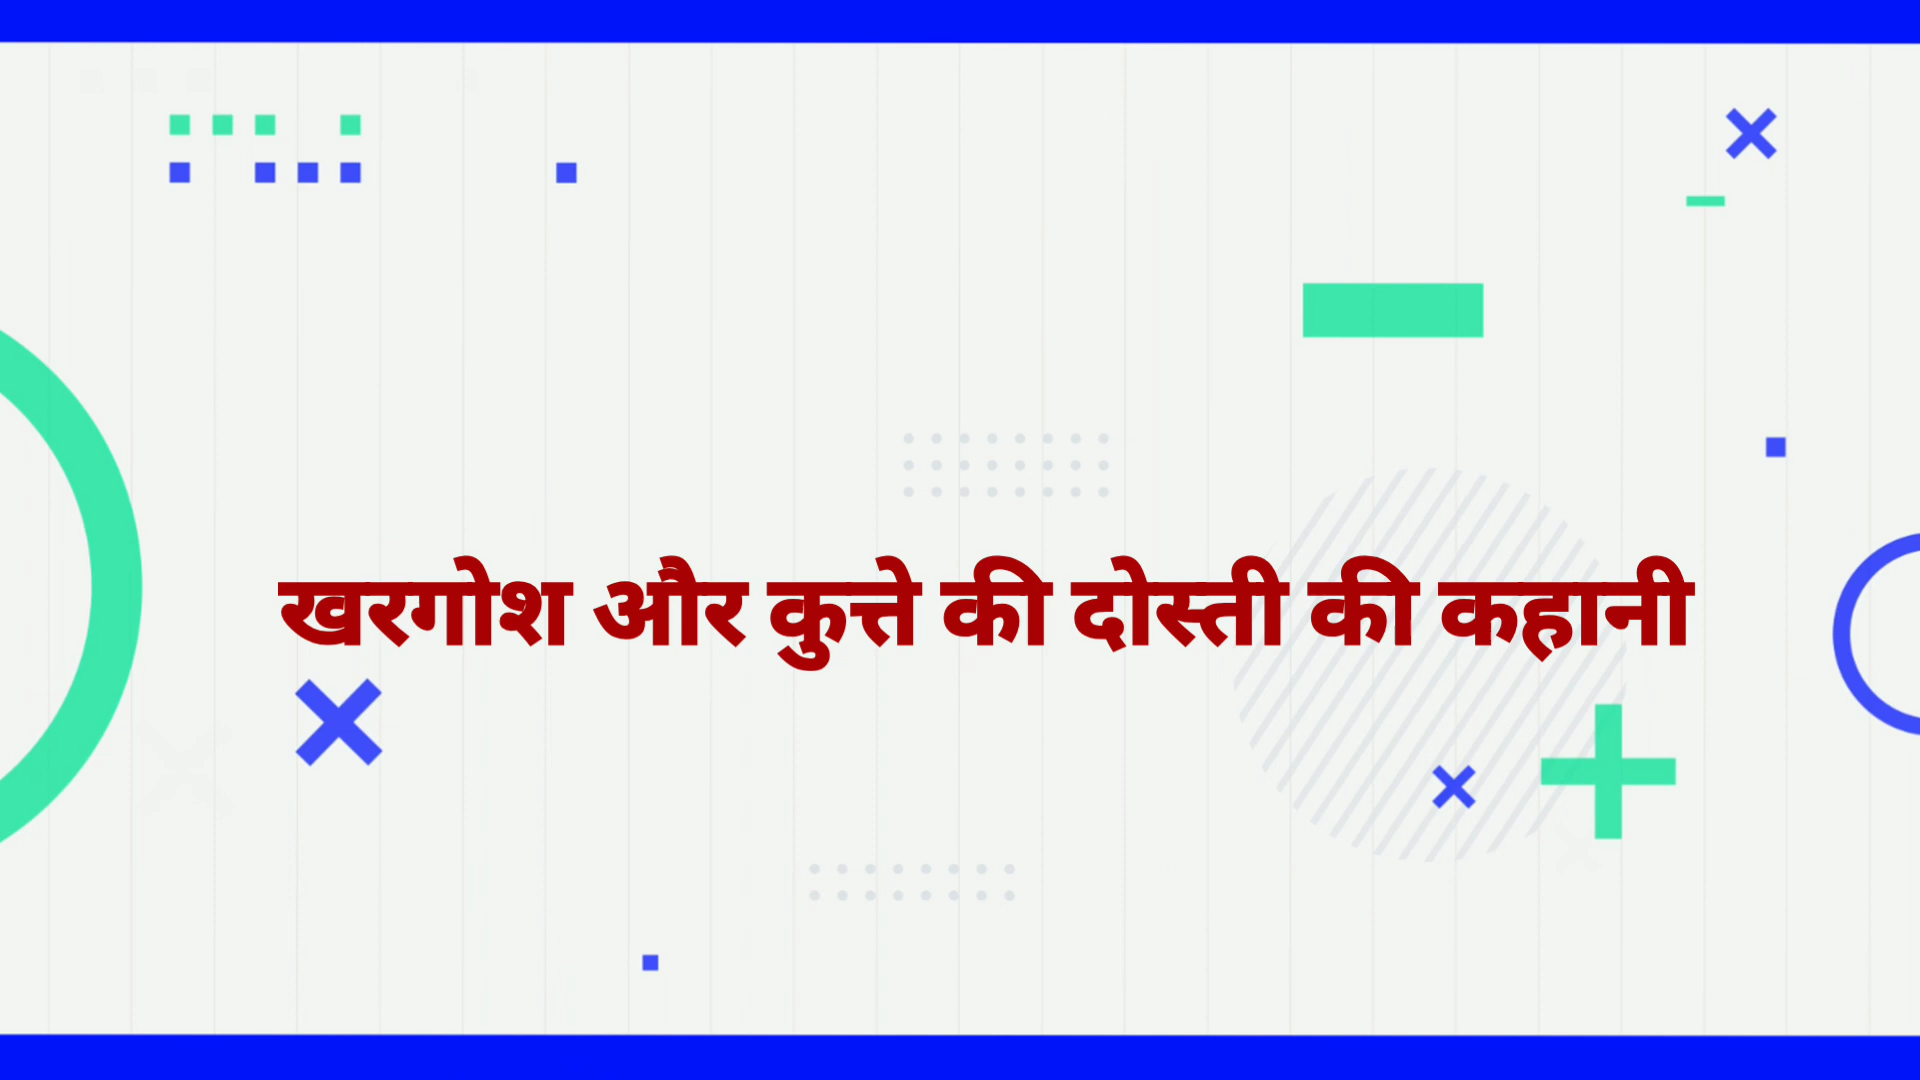 खरगोश और कुत्ते की दोस्ती की कहानी